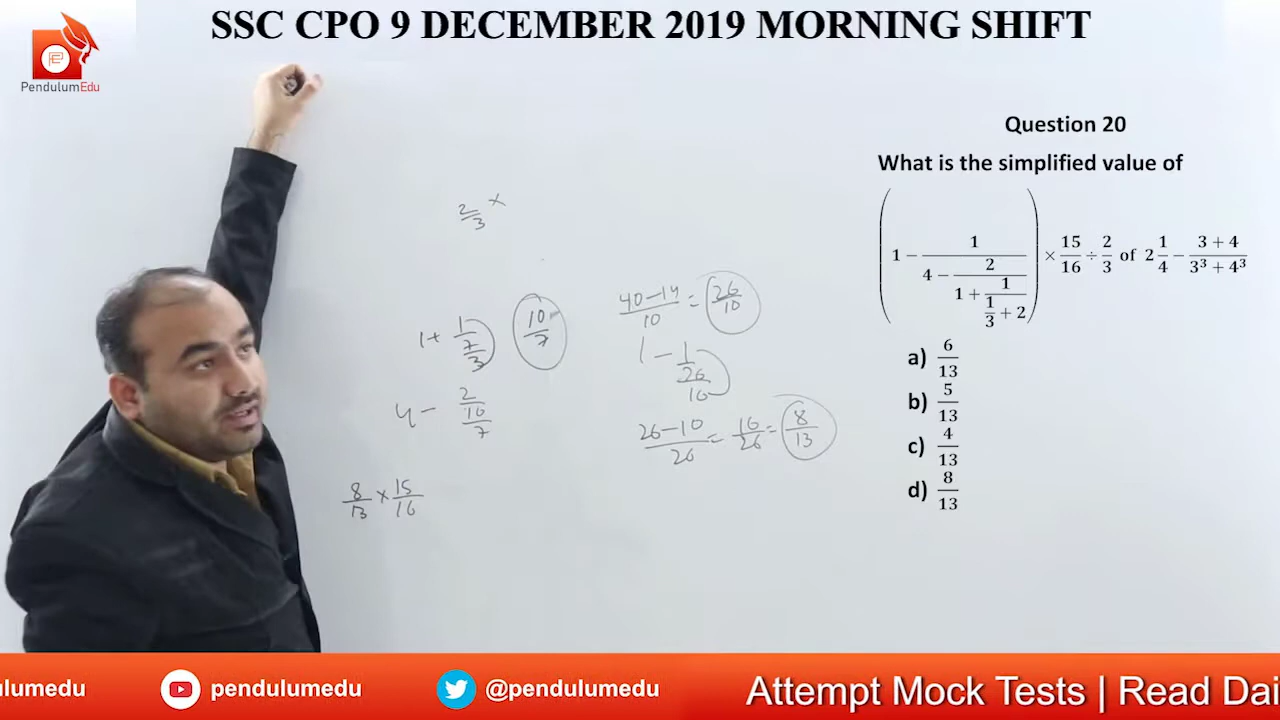 SSC CPO 9 DECEMBER 2019 MORNING SHIFT
PendulumEdu
Question 20
What is the simplified value of
(1 − 1/(4 − 2/(1 + 1/(1/3 + 2)))) × 15/16 ÷ 2/3 of 2 1/4 − (3 + 4)/(3³ + 4³)
a) 6/13
b) 5/13
c) 4/13
d) 8/13
2/3 ×
1 + 1/(7/3) 10/7
4 − 2/(10/7)
8/13 × 15/16
(40 − 14)/10 = 26/10
1 − 1/(26/10)
(26 − 10)/26 = 16/26 = 8/13
ulumedu pendulumedu @pendulumedu Attempt Mock Tests | Read Dai